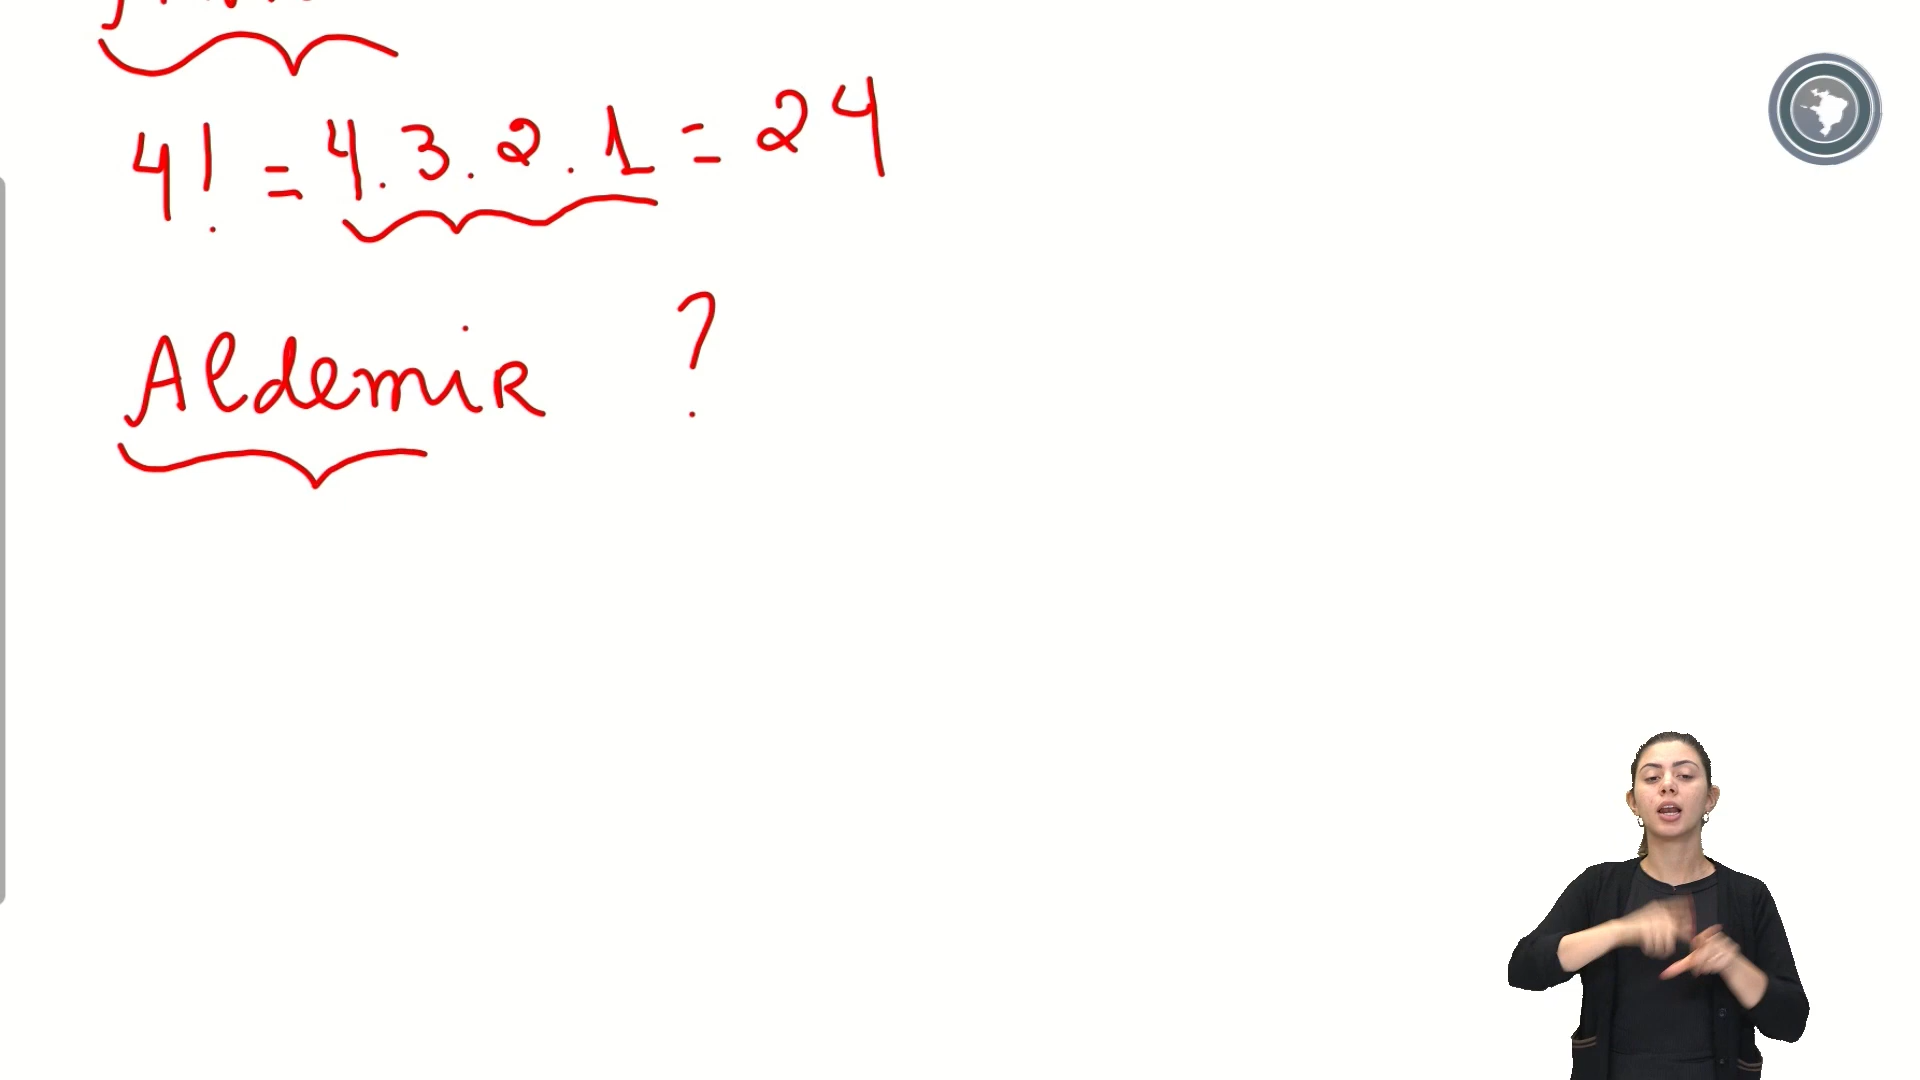 4! = 4.3.2.1 = 24
Aldemir ?